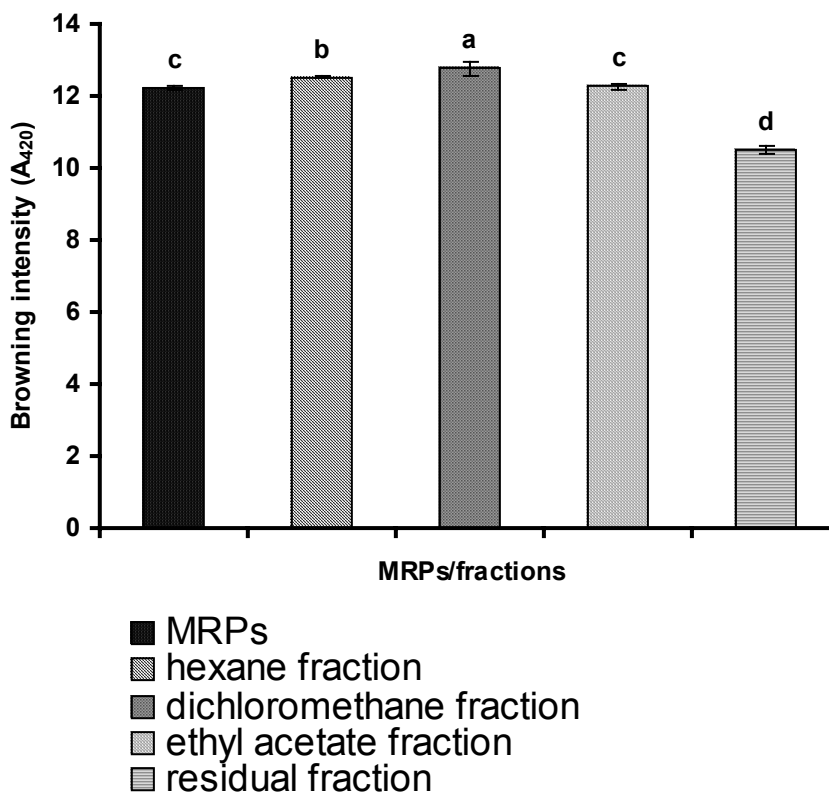 14
12
10
8
6
4
2
0
Browning intensity (A₄₂₀)
c
b
a
c
d
MRPs/fractions
MRPs
hexane fraction
dichloromethane fraction
ethyl acetate fraction
residual fraction